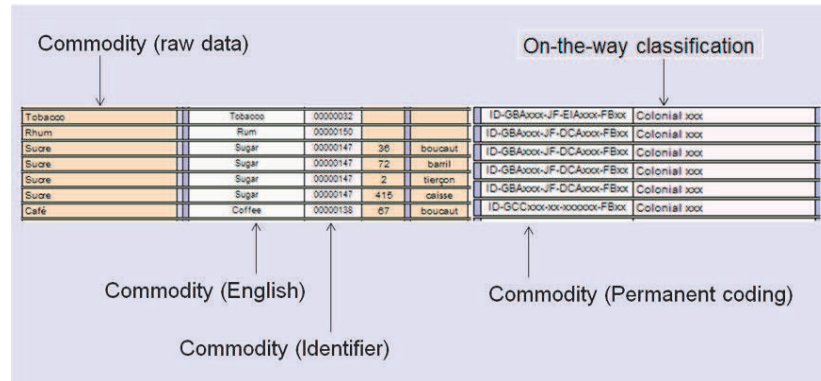 Commodity (raw data)
On-the-way classification
Tobacco Tobacco 00000032 ID-GBAxxx-JF-EIAxxx-FBxx Colonial xxx
Rhum Rum 00000150 ID-GBAxxx-JF-DCAxxx-FBxx Colonial xxx
Sucre Sugar 00000147 36 boucaut ID-GBAxxx-JF-DCAxxx-FBxx Colonial xxx
Sucre Sugar 00000147 72 barril ID-GBAxxx-JF-DCAxxx-FBxx Colonial xxx
Sucre Sugar 00000147 2 tierçon ID-GBAxxx-JF-DCAxxx-FBxx Colonial xxx
Sucre Sugar 00000147 415 caisse ID-GBAxxx-JF-DCAxxx-FBxx Colonial xxx
Café Coffee 00000138 67 boucaut ID-GCCxxx-xx-xxxxxx-FBxx Colonial xxx
Commodity (English)
Commodity (Permanent coding)
Commodity (Identifier)